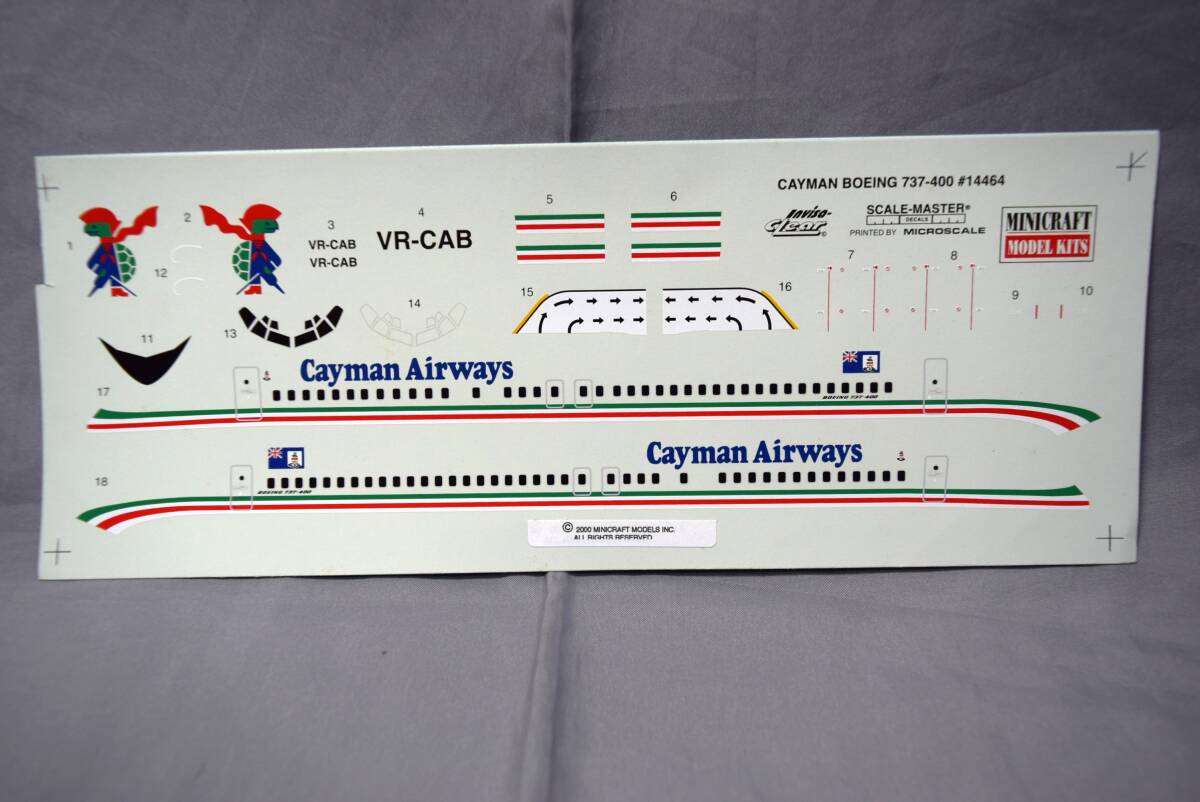 CAYMAN BOEING 737-400 #14464
Invisa-
Clear
SCALE-MASTER®
DECALS
PRINTED BY MICROSCALE
MINICRAFT
MODEL KITS
1
2
3
4
5
6
VR-CAB
VR-CAB
VR-CAB
7
8
9
10
11
12
13
14
15
16
17
Cayman Airways
BOEING 737-400
18
Cayman Airways
BOEING 737-400
© 2000 MINICRAFT MODELS INC.
ALL RIGHTS RESERVED